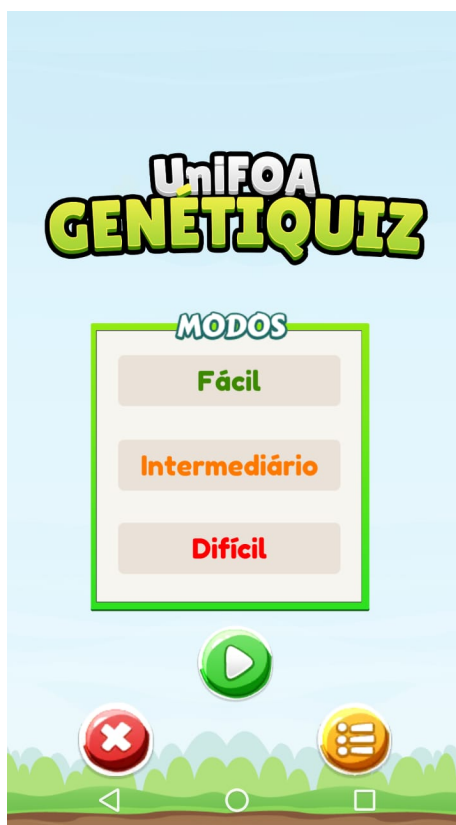 UniFOA
GENÉTIQUIZ
MODOS
Fácil
Intermediário
Difícil